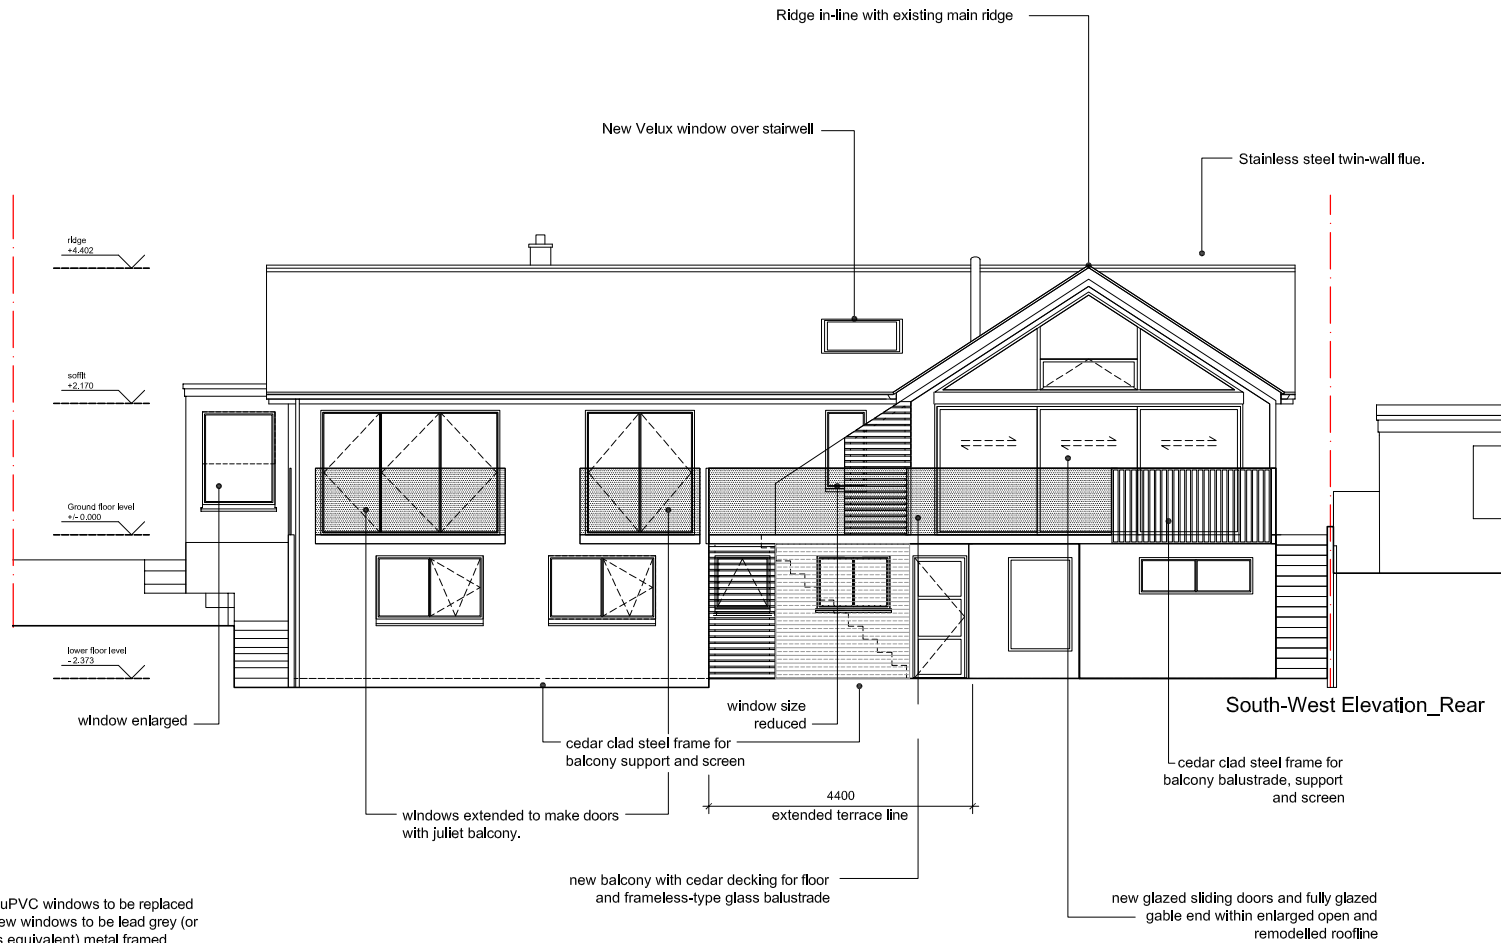 Ridge in-line with existing main ridge
New Velux window over stairwell
Stainless steel twin-wall flue.
ridge
+4.402
soffit
+2.170
Ground floor level
+/- 0.000
lower floor level
- 2.373
South-West Elevation_Rear
window enlarged
window size
reduced
cedar clad steel frame for
balcony support and screen
cedar clad steel frame for
balcony balustrade, support
and screen
4400
extended terrace line
windows extended to make doors
with juliet balcony.
new balcony with cedar decking for floor
and frameless-type glass balustrade
new glazed sliding doors and fully glazed
gable end within enlarged open and
remodelled roofline
uPVC windows to be replaced
ew windows to be lead grey (or
s equivalent) metal framed